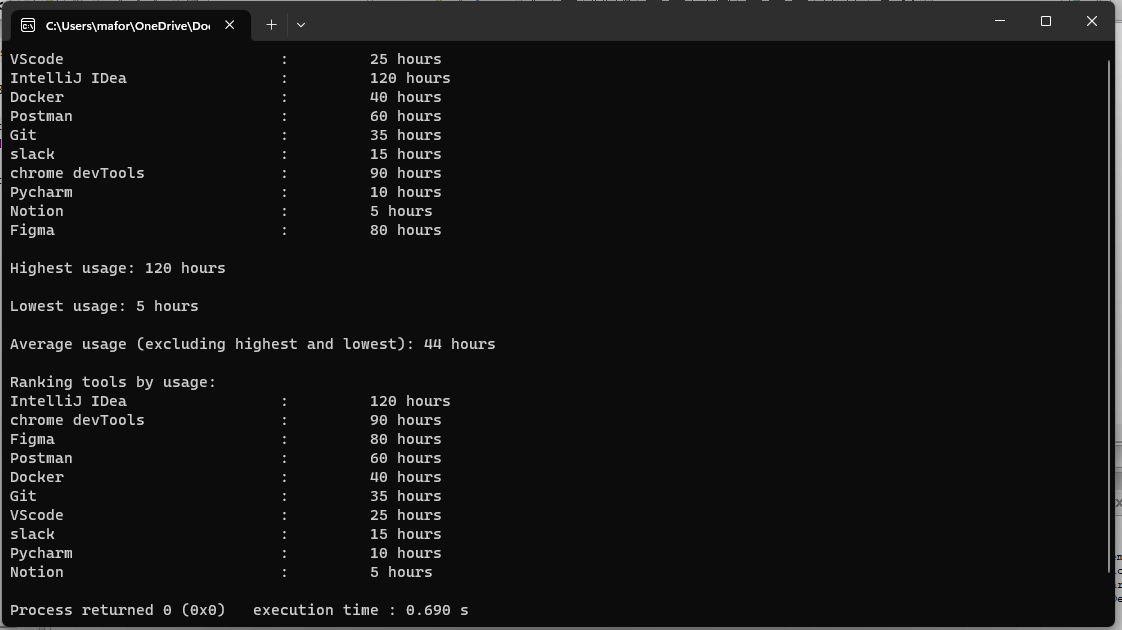 C:\Users\mafor\OneDrive\Do
VScode : 25 hours
IntelliJ IDea : 120 hours
Docker : 40 hours
Postman : 60 hours
Git : 35 hours
slack : 15 hours
chrome devTools : 90 hours
Pycharm : 10 hours
Notion : 5 hours
Figma : 80 hours
Highest usage: 120 hours
Lowest usage: 5 hours
Average usage (excluding highest and lowest): 44 hours
Ranking tools by usage:
IntelliJ IDea : 120 hours
chrome devTools : 90 hours
Figma : 80 hours
Postman : 60 hours
Docker : 40 hours
Git : 35 hours
VScode : 25 hours
slack : 15 hours
Pycharm : 10 hours
Notion : 5 hours
Process returned 0 (0x0) execution time : 0.690 s